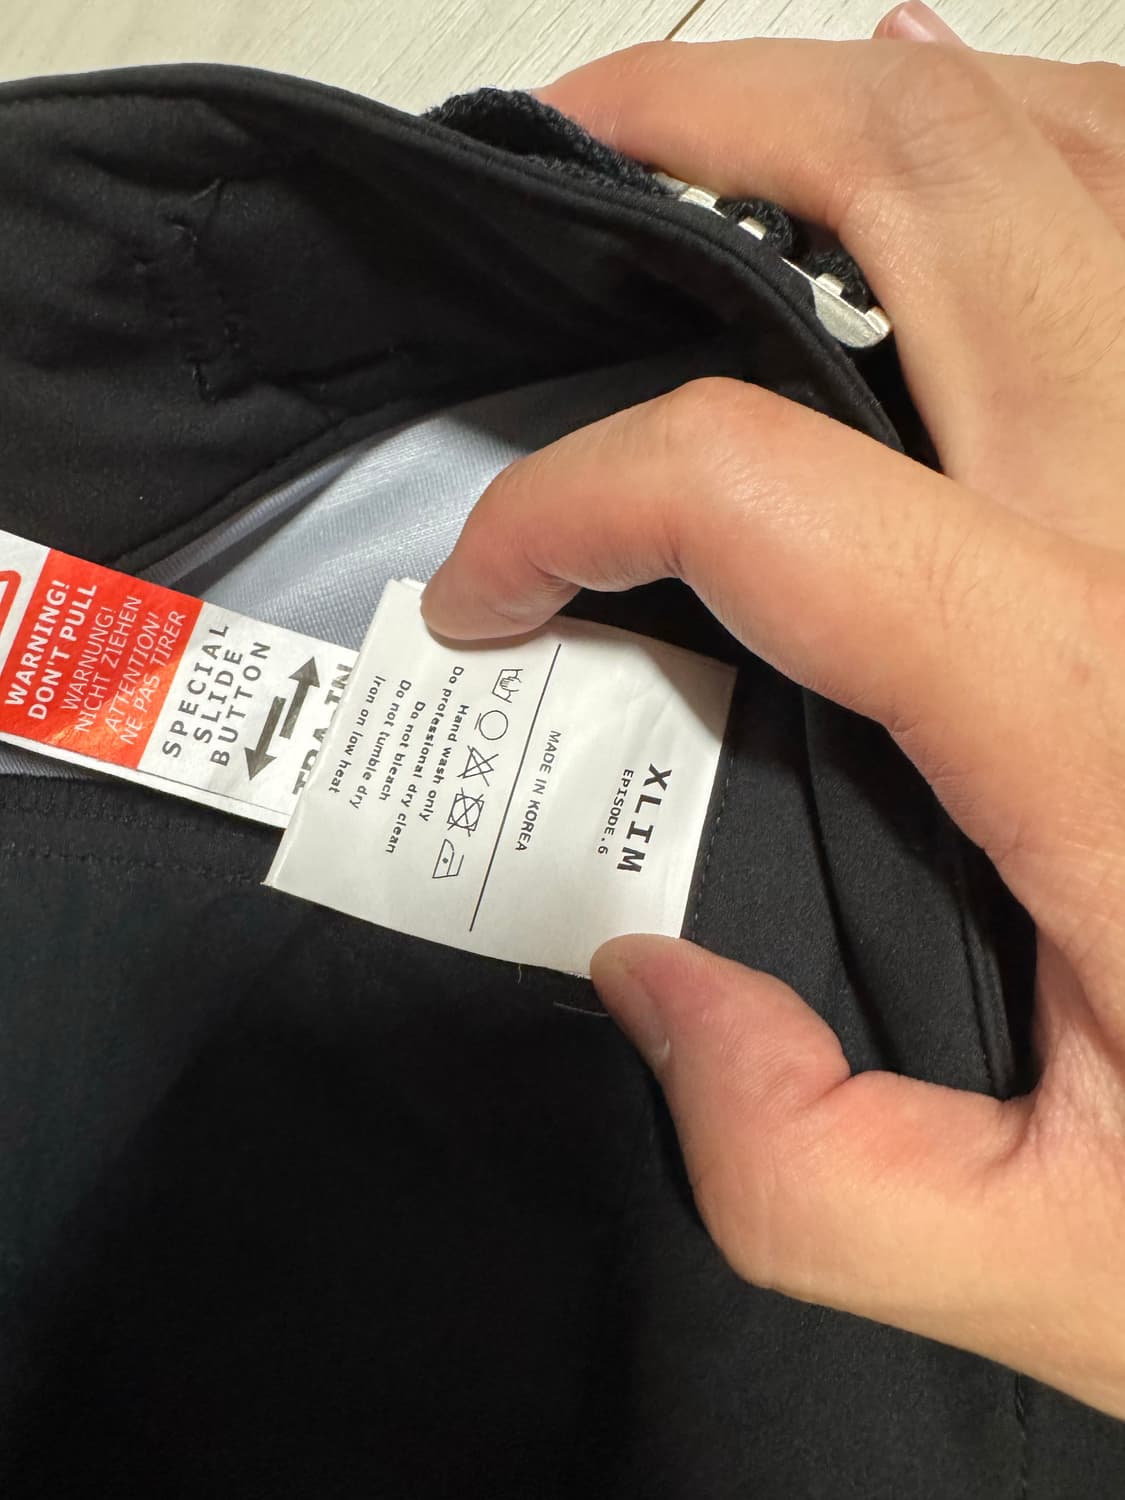 WARNING!
DON'T PULL
WARNUNG!
NICHT ZIEHEN
ATTENTION!
NE PAS TIRER
SPECIAL
SLIDE
BUTTON
XLIM
EPISODE.6
MADE IN KOREA
Hand wash only
Do professional dry clean
Do not bleach
Do not tumble dry
Iron on low heat